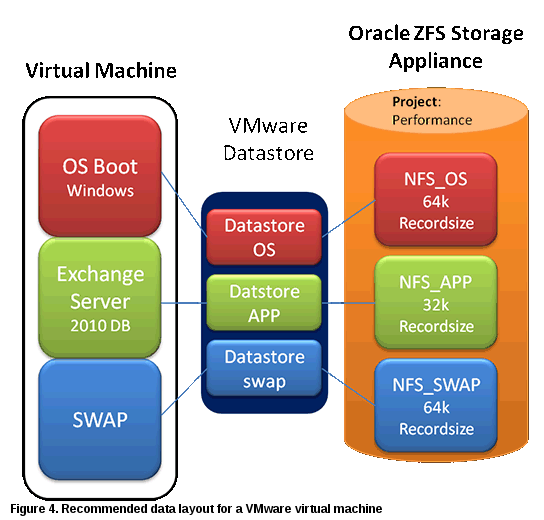 Oracle ZFS Storage
Appliance
Virtual Machine
Project:
Performance
VMware
Datastore
OS Boot
Windows
Exchange
Server
2010 DB
SWAP
Datastore
OS
Datstore
APP
Datastore
swap
NFS_OS
64k
Recordsize
NFS_APP
32k
Recordsize
NFS_SWAP
64k
Recordsize
Figure 4. Recommended data layout for a VMware virtual machine